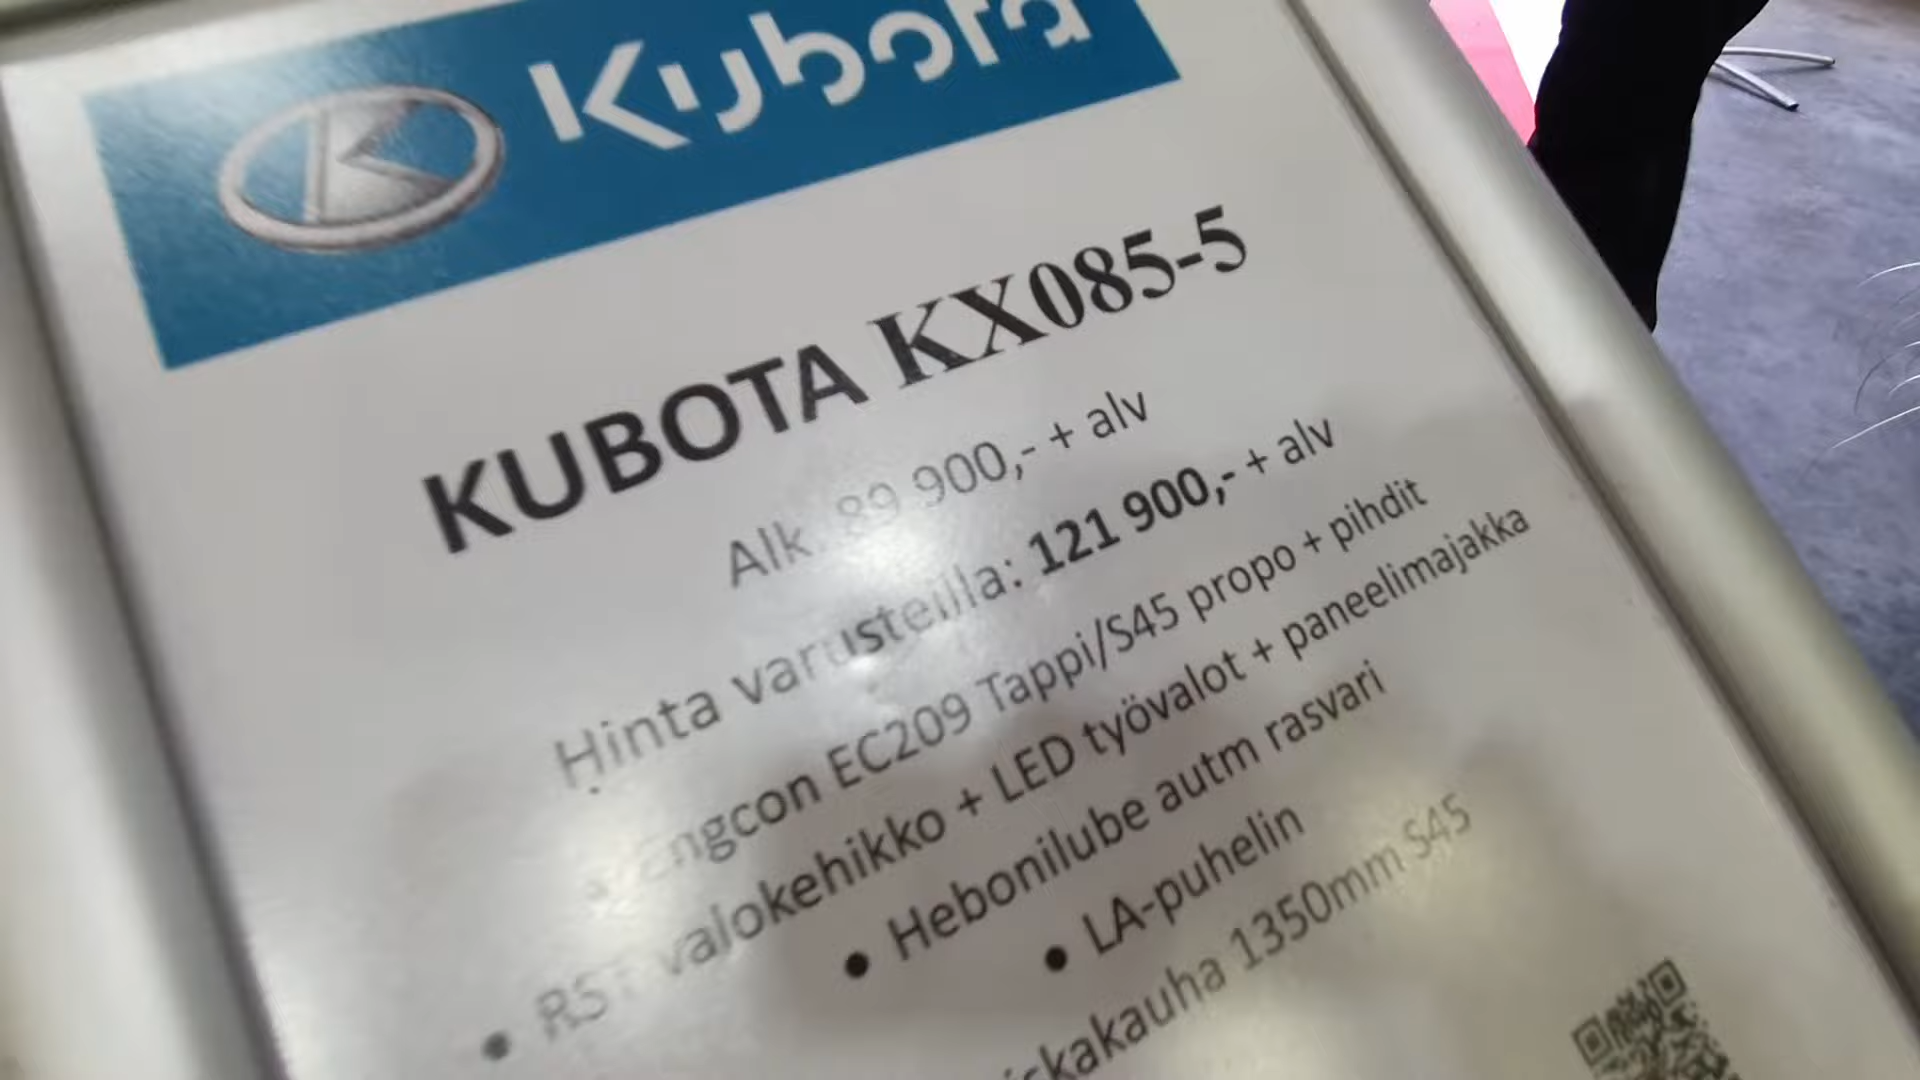 Kubota
KUBOTA KX085-5
Alk. 89 900,- + alv
Hinta varusteilla: 121 900,- + alv
Engcon EC209 Tappi/S45 propo + pihdit
• RST valokehikko + LED työvalot + paneelimajakka
• Hebonilube autm rasvari
• LA-puhelin
1350mm S45